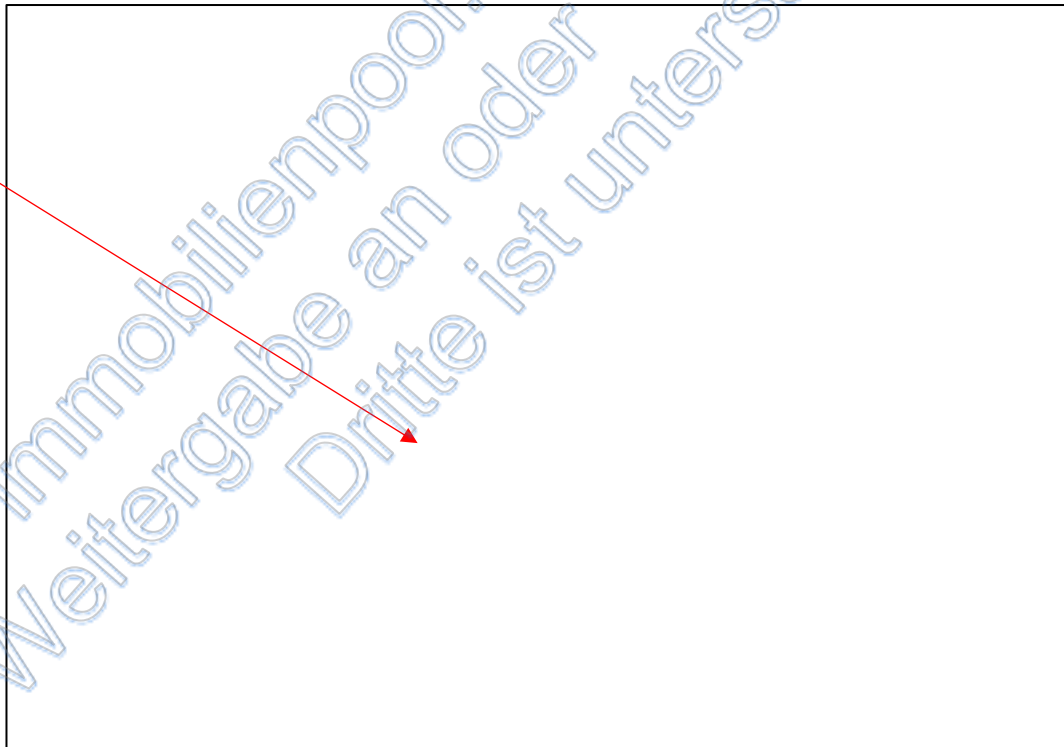 immobilienpool.
Weitergabe an oder
Dritte ist unters